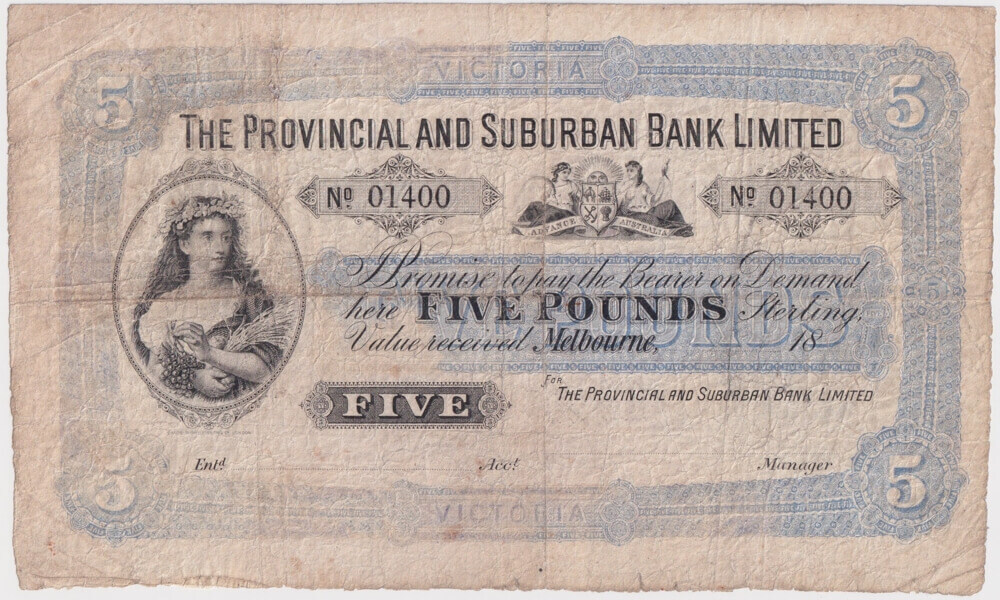 VICTORIA
5 5
THE PROVINCIAL AND SUBURBAN BANK LIMITED
No. 01400 No. 01400
ADVANCE AUSTRALIA
I Promise to pay the Bearer on Demand
here FIVE POUNDS Sterling,
Value received Melbourne, 18
FOR THE PROVINCIAL AND SUBURBAN BANK LIMITED
FIVE
Entd. Acct. Manager
5 5
VICTORIA